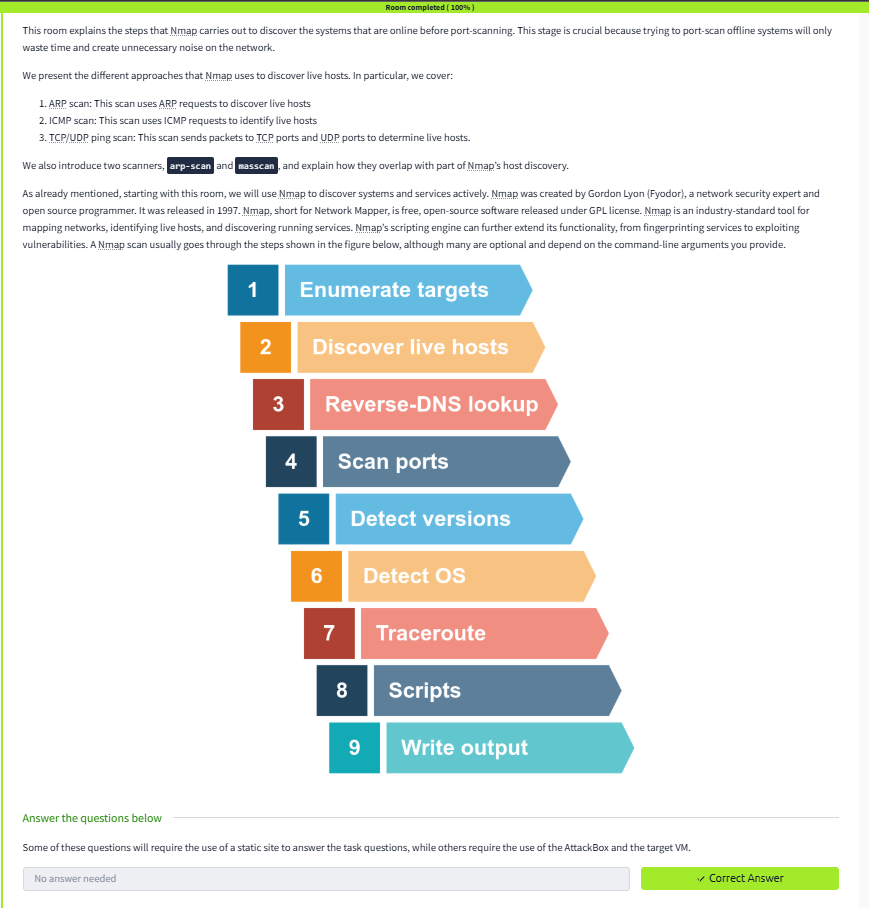 Room completed ( 100% )
This room explains the steps that Nmap carries out to discover the systems that are online before port-scanning. This stage is crucial because trying to port-scan offline systems will only
waste time and create unnecessary noise on the network.
We present the different approaches that Nmap uses to discover live hosts. In particular, we cover:
1. ARP scan: This scan uses ARP requests to discover live hosts
2. ICMP scan: This scan uses ICMP requests to identify live hosts
3. TCP/UDP ping scan: This scan sends packets to TCP ports and UDP ports to determine live hosts.
We also introduce two scanners, arp-scan and masscan, and explain how they overlap with part of Nmap's host discovery.
As already mentioned, starting with this room, we will use Nmap to discover systems and services actively. Nmap was created by Gordon Lyon (Fyodor), a network security expert and
open source programmer. It was released in 1997. Nmap, short for Network Mapper, is free, open-source software released under GPL license. Nmap is an industry-standard tool for
mapping networks, identifying live hosts, and discovering running services. Nmap's scripting engine can further extend its functionality, from fingerprinting services to exploiting
vulnerabilities. A Nmap scan usually goes through the steps shown in the figure below, although many are optional and depend on the command-line arguments you provide.
1 Enumerate targets
2 Discover live hosts
3 Reverse-DNS lookup
4 Scan ports
5 Detect versions
6 Detect OS
7 Traceroute
8 Scripts
9 Write output
Answer the questions below
Some of these questions will require the use of a static site to answer the task questions, while others require the use of the AttackBox and the target VM.
No answer needed
✓ Correct Answer